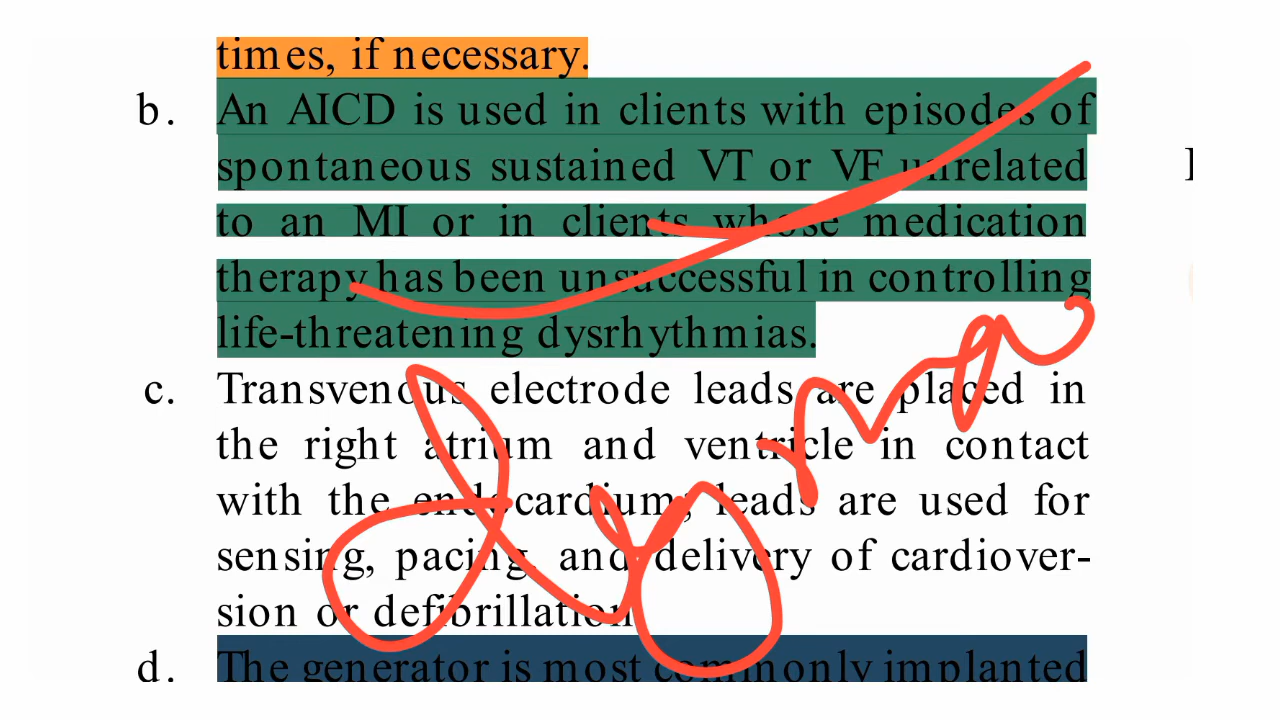 times, if necessary.
b. An AICD is used in clients with episodes of
spontaneous sustained VT or VF unrelated
to an MI or in clients whose medication
therapy has been unsuccessful in controlling
life-threatening dysrhythmias.
c. Transvenous electrode leads are placed in
the right atrium and ventricle in contact
with the endocardium; leads are used for
sensing, pacing, and delivery of cardiover-
sion or defibrillation
d. The generator is most commonly implanted